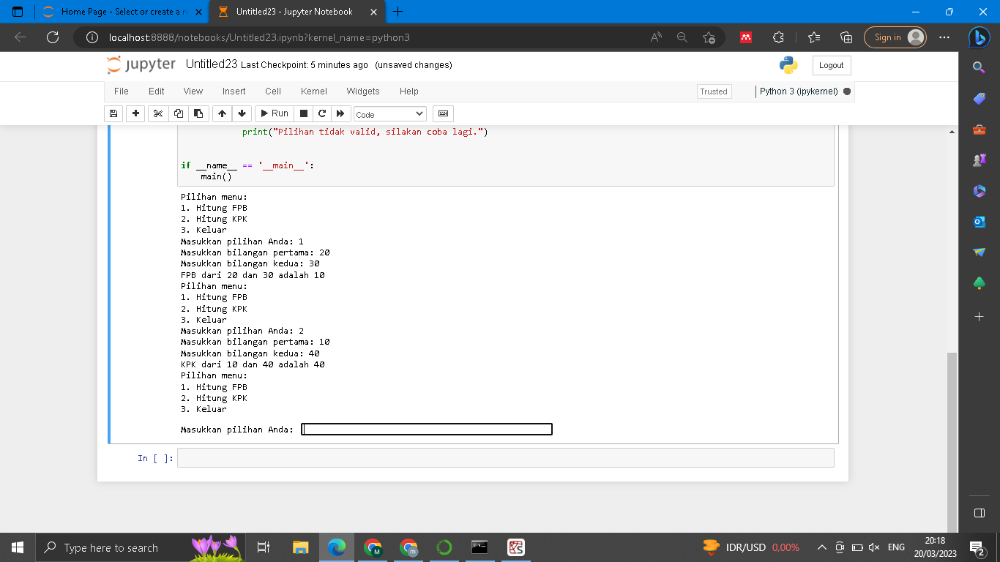 Home Page - Select or create a n
Untitled23 - Jupyter Notebook
localhost:8888/notebooks/Untitled23.ipynb?kernel_name=python3
Sign in
jupyter Untitled23 Last Checkpoint: 5 minutes ago (unsaved changes)
Logout
File Edit View Insert Cell Kernel Widgets Help
Trusted
Python 3 (ipykernel)
Run
Code
print("Pilihan tidak valid, silakan coba lagi.")
if __name__ == '__main__':
main()
Pilihan menu:
1. Hitung FPB
2. Hitung KPK
3. Keluar
Masukkan pilihan Anda: 1
Masukkan bilangan pertama: 20
Masukkan bilangan kedua: 30
FPB dari 20 dan 30 adalah 10
Pilihan menu:
1. Hitung FPB
2. Hitung KPK
3. Keluar
Masukkan pilihan Anda: 2
Masukkan bilangan pertama: 10
Masukkan bilangan kedua: 40
KPK dari 10 dan 40 adalah 40
Pilihan menu:
1. Hitung FPB
2. Hitung KPK
3. Keluar
Masukkan pilihan Anda:
In [ ]:
Type here to search
IDR/USD 0,00%
ENG
20:18
20/03/2023
2